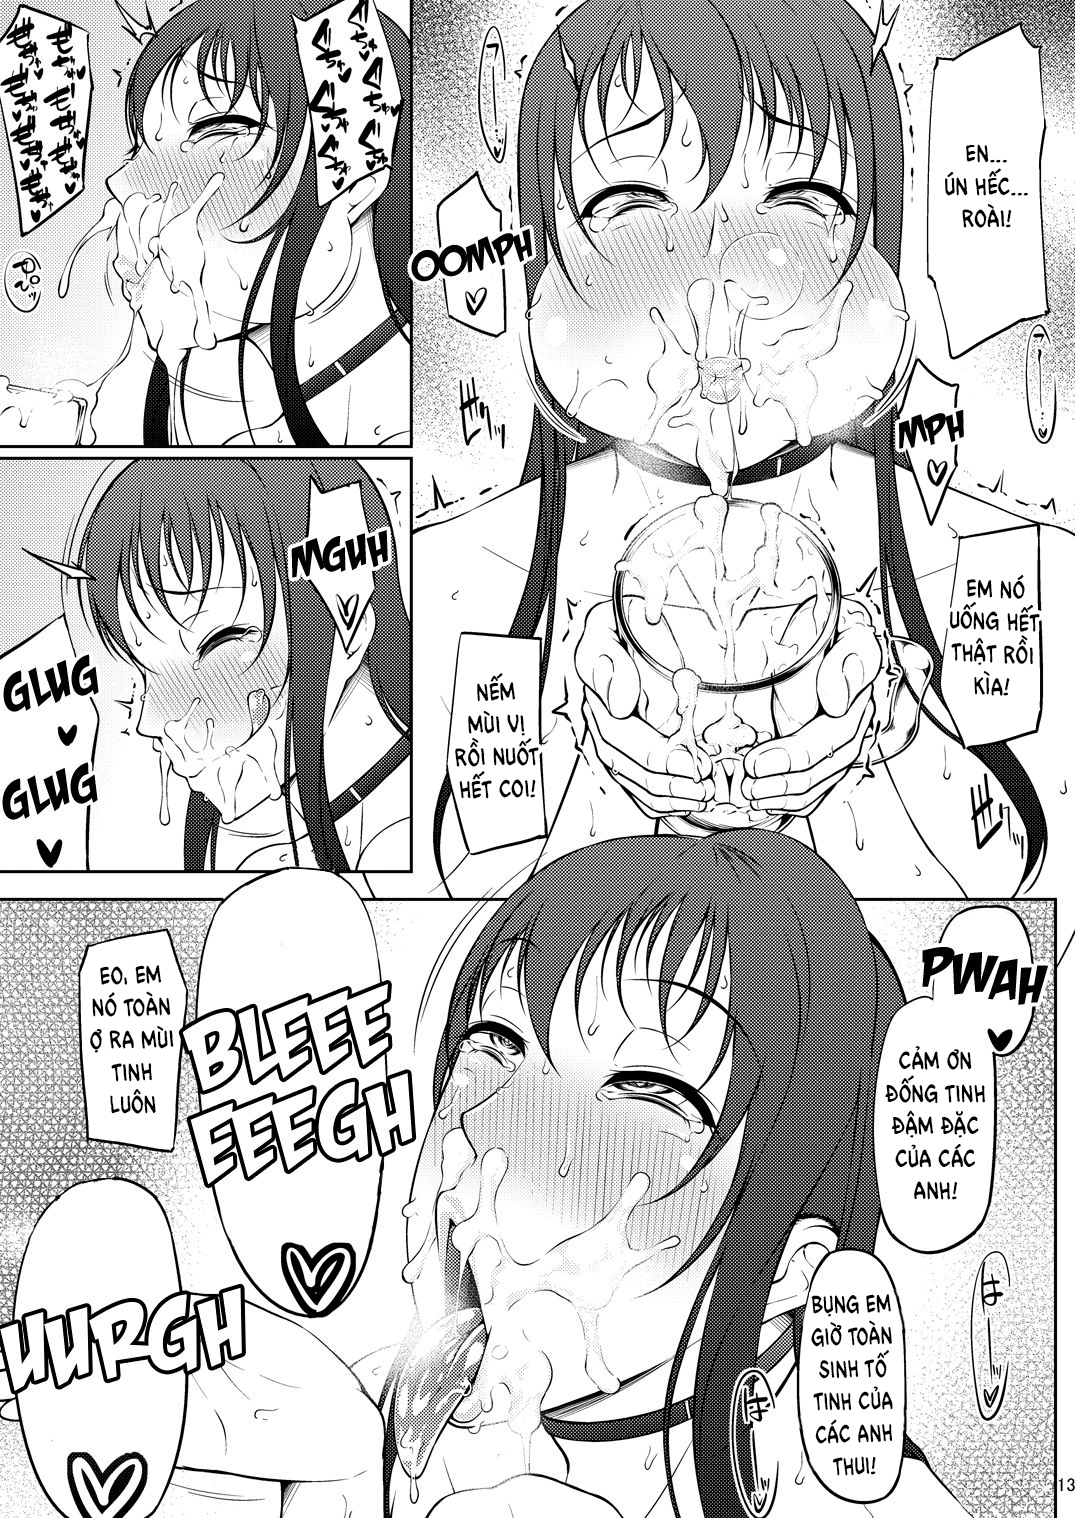 EN...
ÚN HẾC...
ROÀI!
OOMPH
MPH
EM NÓ
UỐNG HẾT
THẬT RỒI
KÌA!
NẾM
MÙI VỊ
RỒI NUỐT
HẾT COI!
MGUH
GLUG
GLUG
PWAH
CẢM ƠN
ĐỐNG TINH
ĐẬM ĐẶC
CỦA CÁC
ANH!
BỤNG EM
GIỜ TOÀN
SINH TỐ
TINH CỦA
CÁC ANH
THUI!
BLEEE
EEEGH
EO, EM
NÓ TOÀN
Ợ RA MÙI
TINH
LUÔN
UURGH
13